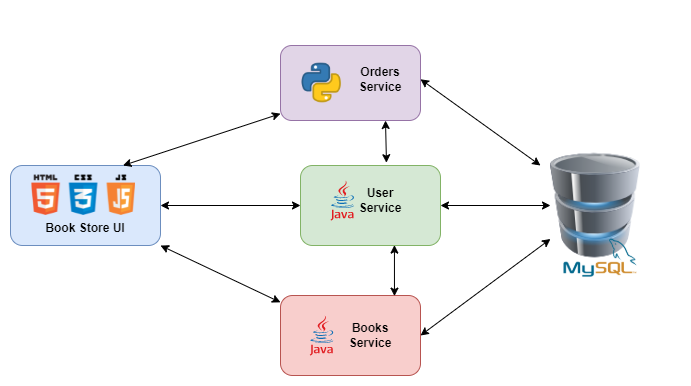 Orders
Service
HTML
5
CSS
3
JS
JS
Book Store UI
Java
User
Service
MySQL
Java
Books
Service